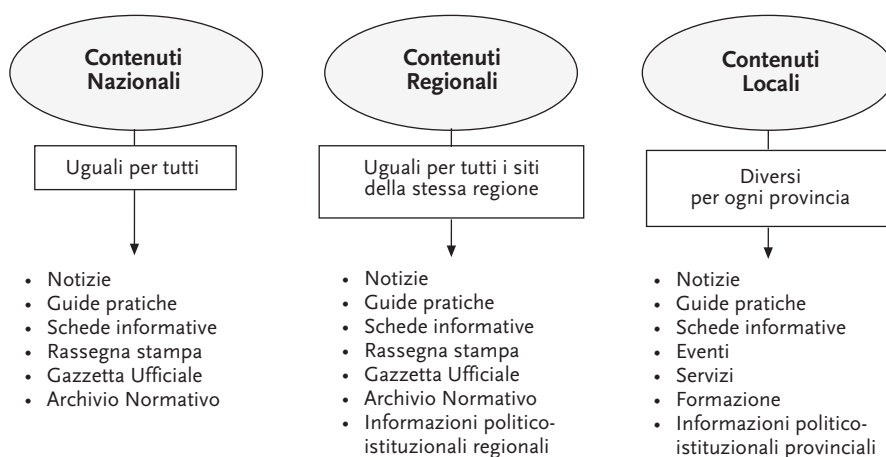 Contenuti
Nazionali
Uguali per tutti
• Notizie
• Guide pratiche
• Schede informative
• Rassegna stampa
• Gazzetta Ufficiale
• Archivio Normativo
Contenuti
Regionali
Uguali per tutti i siti
della stessa regione
• Notizie
• Guide pratiche
• Schede informative
• Rassegna stampa
• Gazzetta Ufficiale
• Archivio Normativo
• Informazioni politico-
istituzionali regionali
Contenuti
Locali
Diversi
per ogni provincia
• Notizie
• Guide pratiche
• Schede informative
• Eventi
• Servizi
• Formazione
• Informazioni politico-
istituzionali provinciali